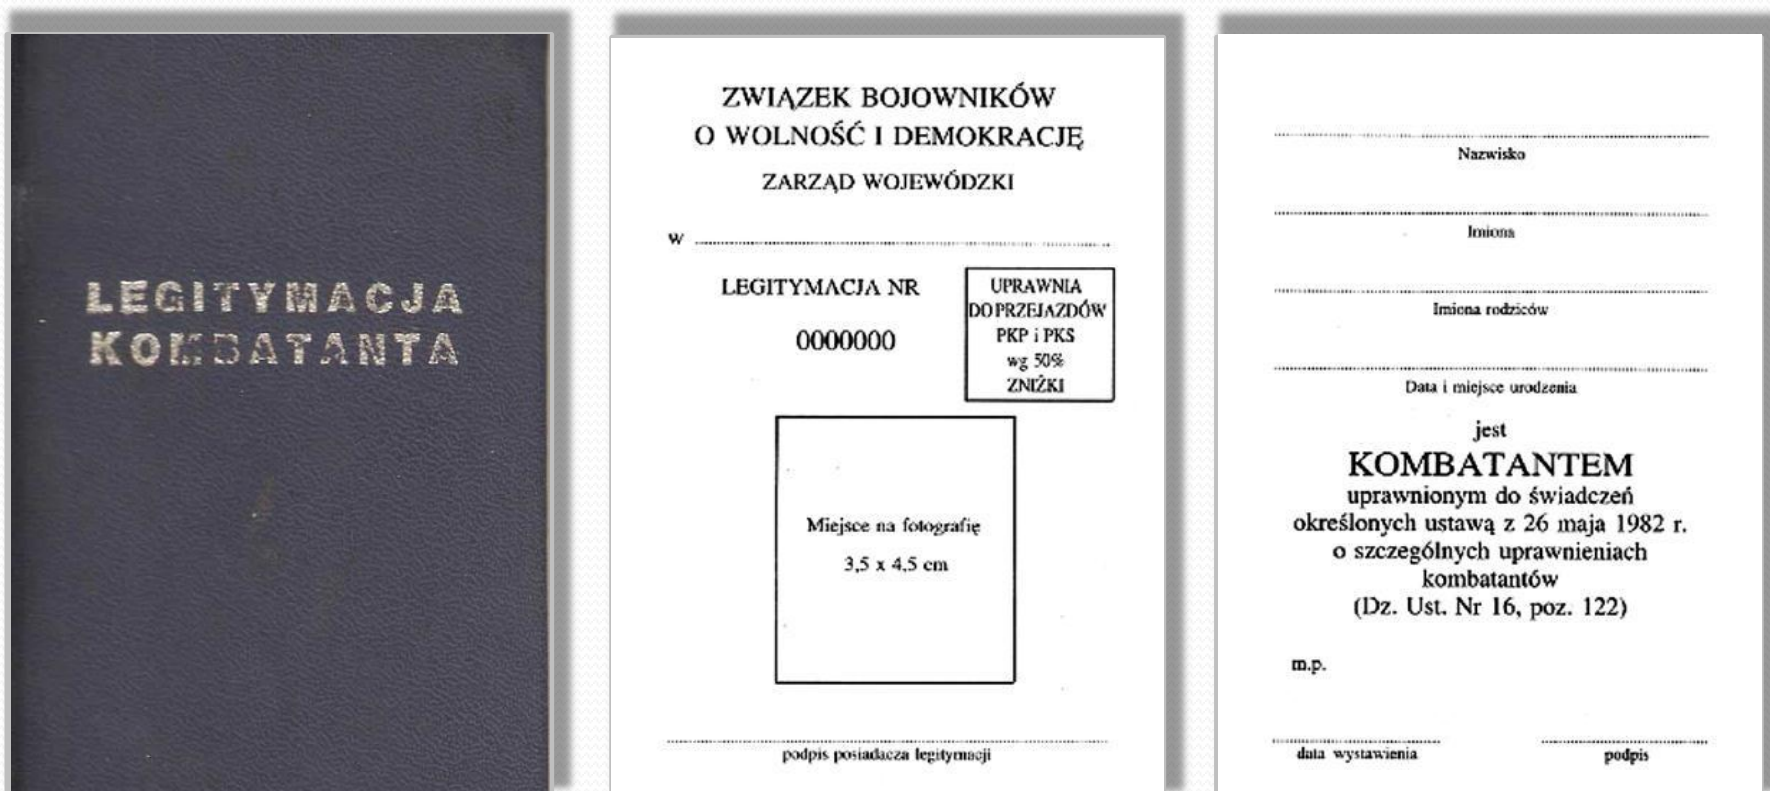 LEGITYMACJA
KOMBATANTA
ZWIĄZEK BOJOWNIKÓW
O WOLNOŚĆ I DEMOKRACJĘ
ZARZĄD WOJEWÓDZKI
w
LEGITYMACJA NR
0000000
UPRAWNIA
DO PRZEJAZDÓW
PKP i PKS
wg 50%
ZNIŻKI
Miejsce na fotografię
3,5 x 4,5 cm
podpis posiadacza legitymacji
Nazwisko
Imiona
Imiona rodziców
Data i miejsce urodzenia
jest
KOMBATANTEM
uprawnionym do świadczeń
określonych ustawą z 26 maja 1982 r.
o szczególnych uprawnieniach
kombatantów
(Dz. Ust. Nr 16, poz. 122)
m.p.
data wystawienia
podpis